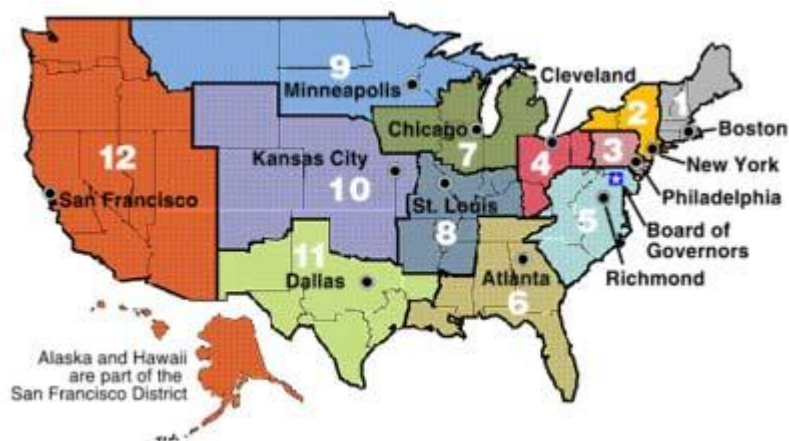 Cleveland
9
Minneapolis
2
1
Chicago
7
Boston
12
Kansas City
4
3
New York
10
San Francisco
St. Louis
Philadelphia
5
8
Board of
Governors
11
Dallas
Atlanta
Richmond
6
Alaska and Hawaii
are part of the
San Francisco District